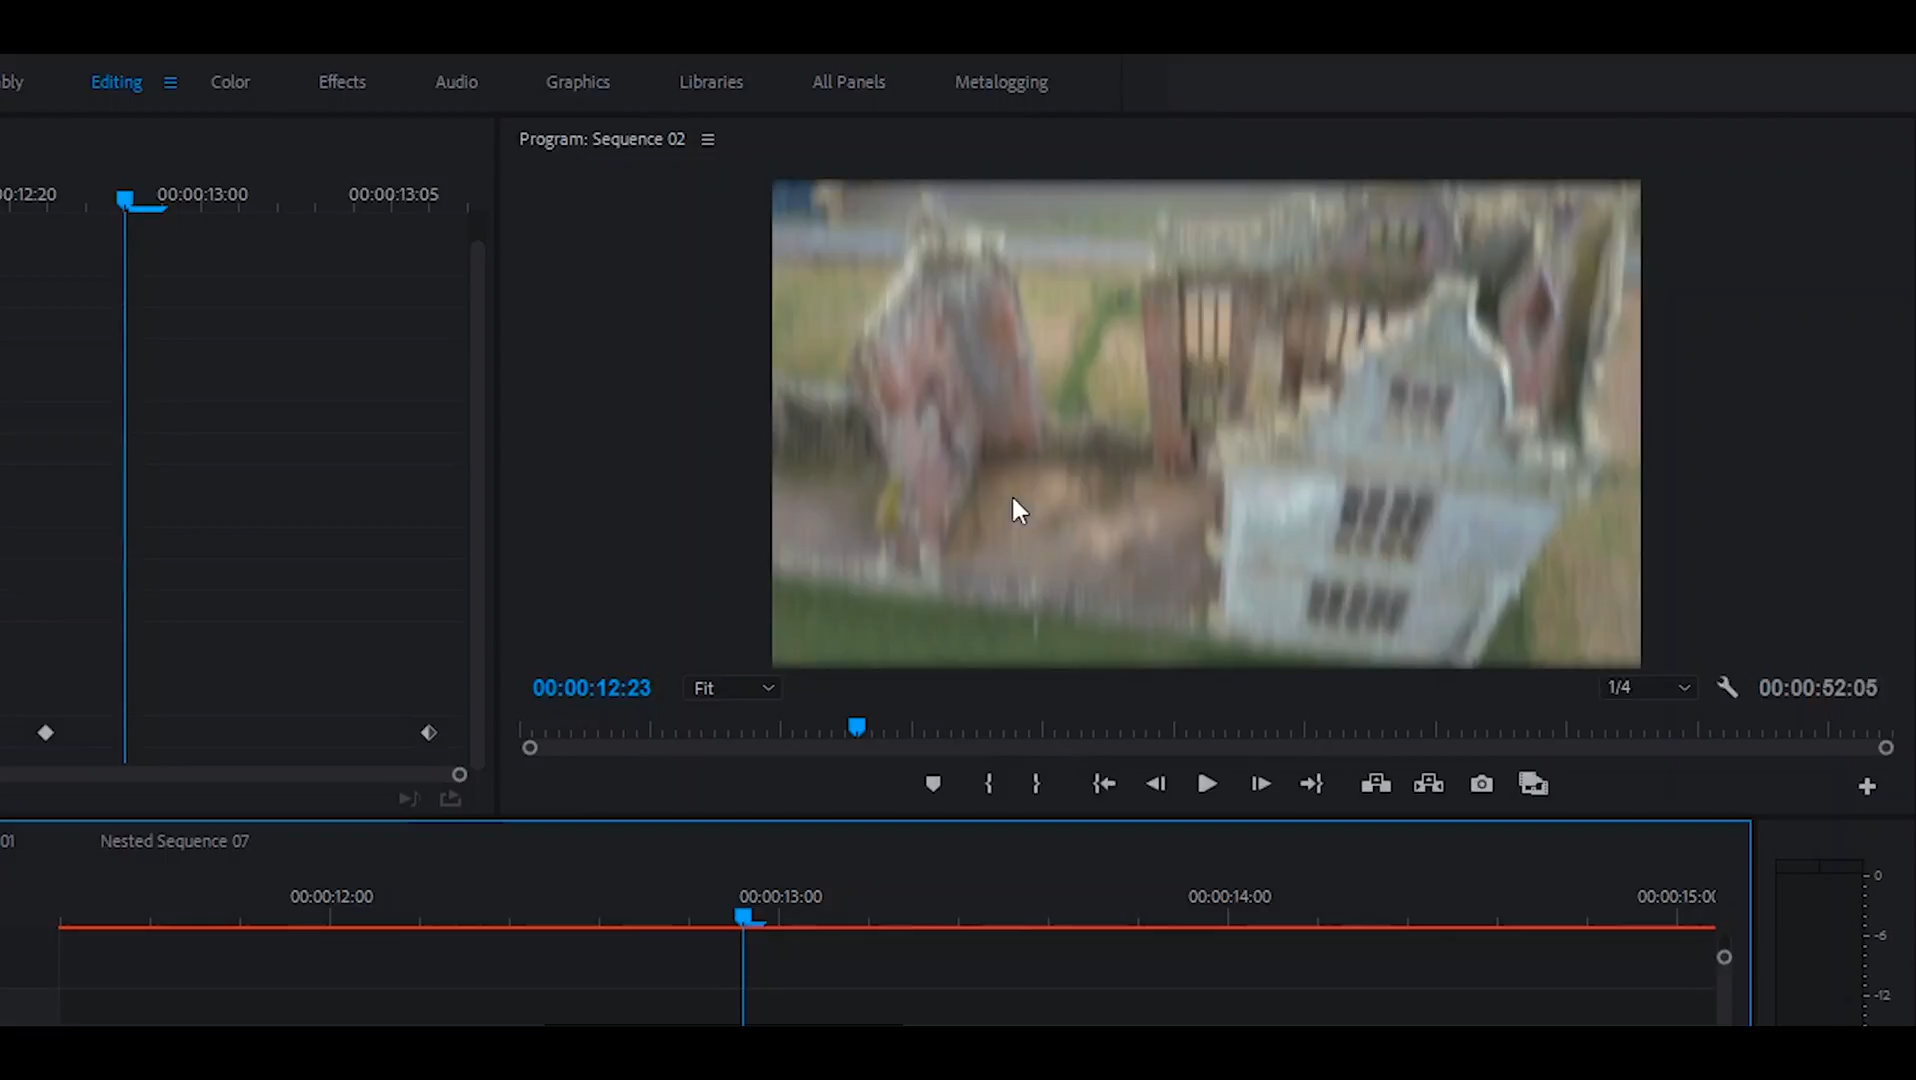 bly Editing Color Effects Audio Graphics Libraries All Panels Metalogging
Program: Sequence 02
00:12:20 00:00:13:00 00:00:13:05
00:00:12:23 Fit 1/4 00:00:52:05
01 Nested Sequence 07
00:00:12:00 00:00:13:00 00:00:14:00 00:00:15:00
0
-6
-12